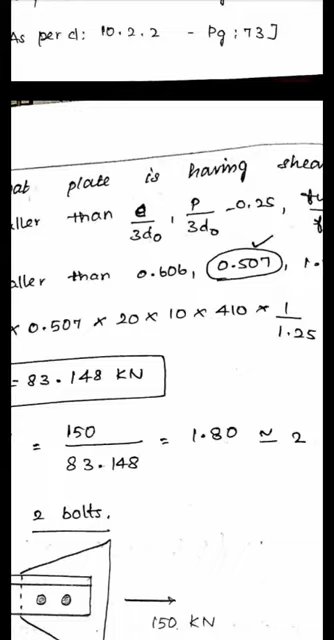 As per cl: 10.2.2 - Pg: 73]
plate is having shear
than e/3d₀, p/3d₀ - 0.25,
than 0.606, 0.507, 1.
× 0.507 × 20 × 10 × 410 × 1/1.25
= 83.148 KN
= 150/83.148 = 1.80 ≃ 2
2 bolts.
150 KN